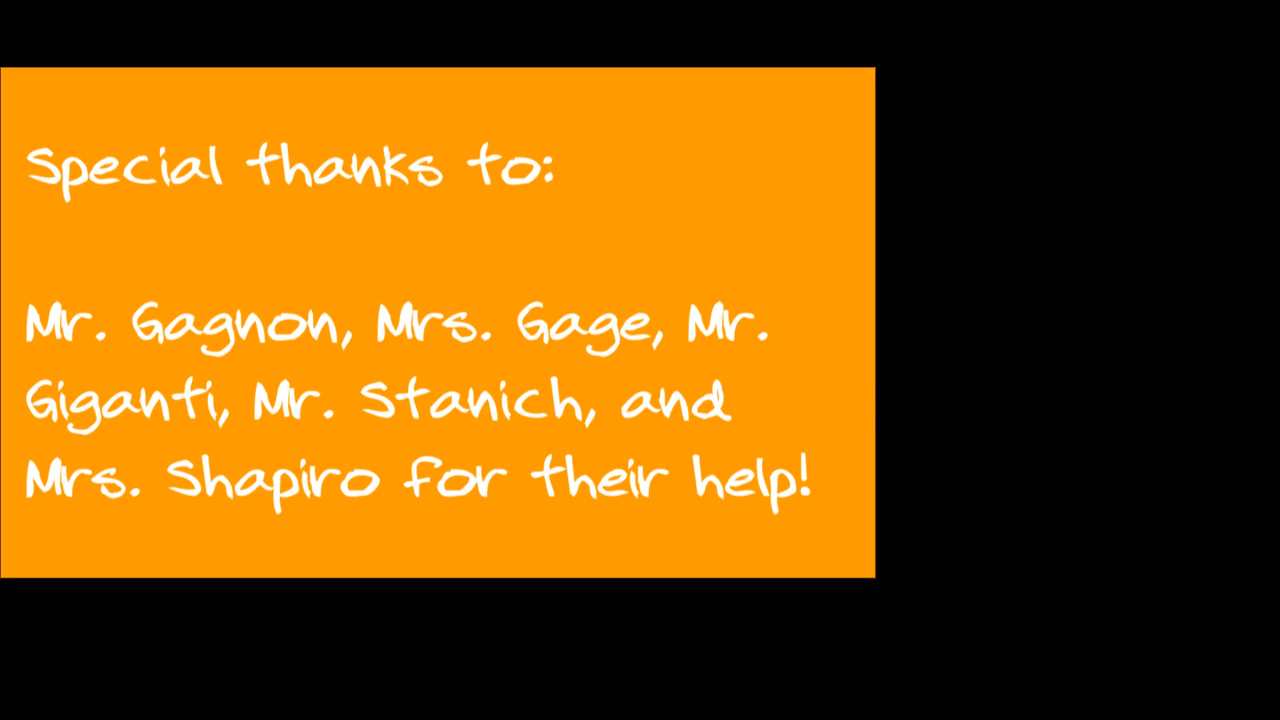 Special thanks to:
Mr. Gagnon, Mrs. Gage, Mr.
Giganti, Mr. Stanich, and
Mrs. Shapiro for their help!